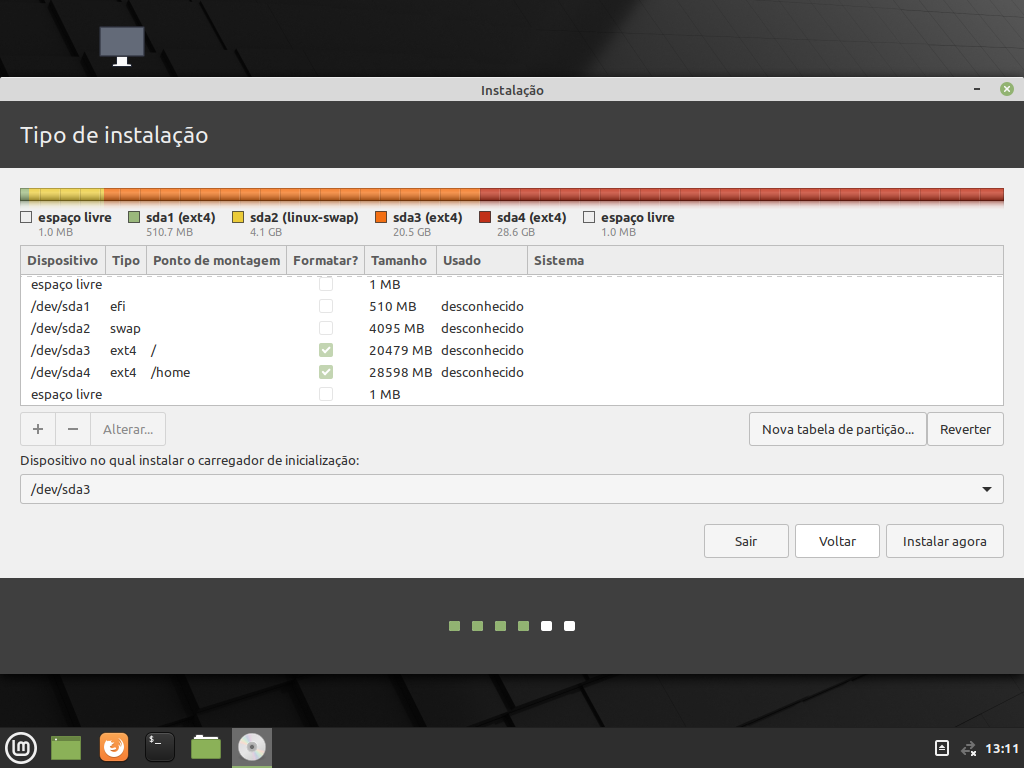 Instalação
Tipo de instalação
espaço livre sda1 (ext4) sda2 (linux-swap) sda3 (ext4) sda4 (ext4) espaço livre
1.0 MB 510.7 MB 4.1 GB 20.5 GB 28.6 GB 1.0 MB
Dispositivo Tipo Ponto de montagem Formatar? Tamanho Usado Sistema
espaço livre 1 MB
/dev/sda1 efi 510 MB desconhecido
/dev/sda2 swap 4095 MB desconhecido
/dev/sda3 ext4 / 20479 MB desconhecido
/dev/sda4 ext4 /home 28598 MB desconhecido
espaço livre 1 MB
+ − Alterar... Nova tabela de partição... Reverter
Dispositivo no qual instalar o carregador de inicialização:
/dev/sda3
Sair Voltar Instalar agora
$_ 13:11